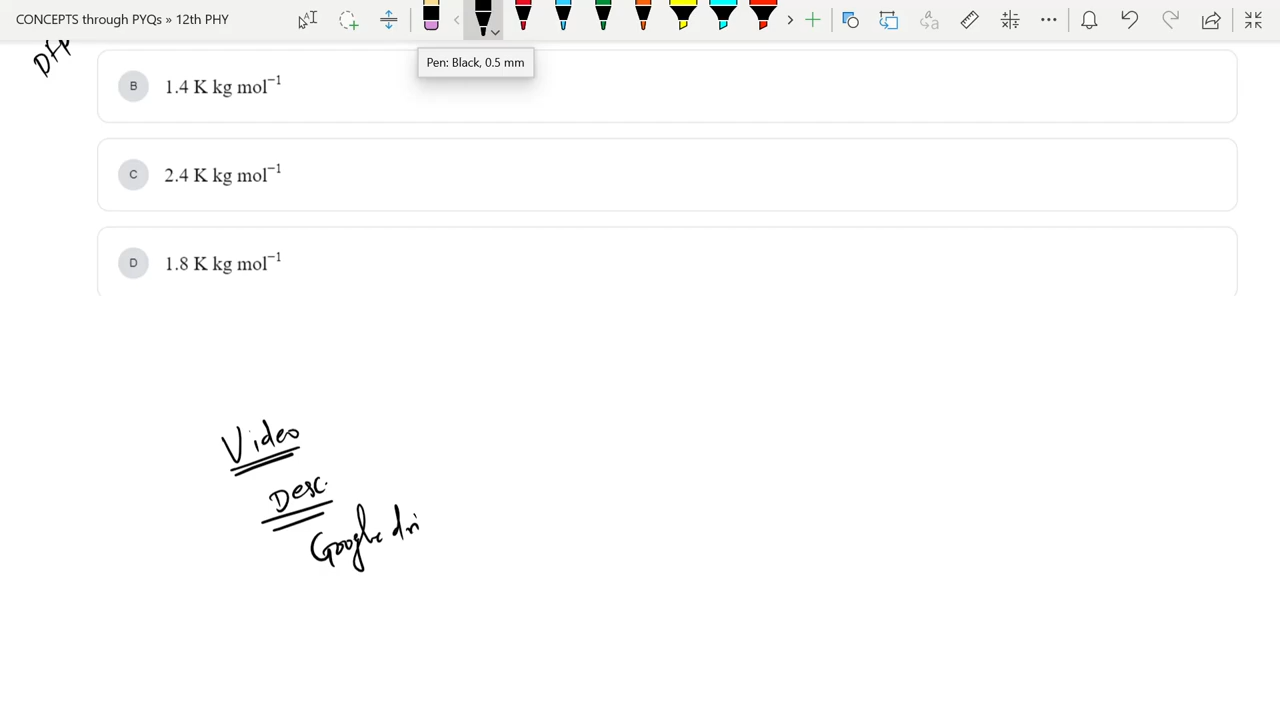 CONCEPTS through PYQs » 12th PHY
Pen: Black, 0.5 mm
B 1.4 K kg mol⁻¹
C 2.4 K kg mol⁻¹
D 1.8 K kg mol⁻¹
Video
Desc.
Google dri